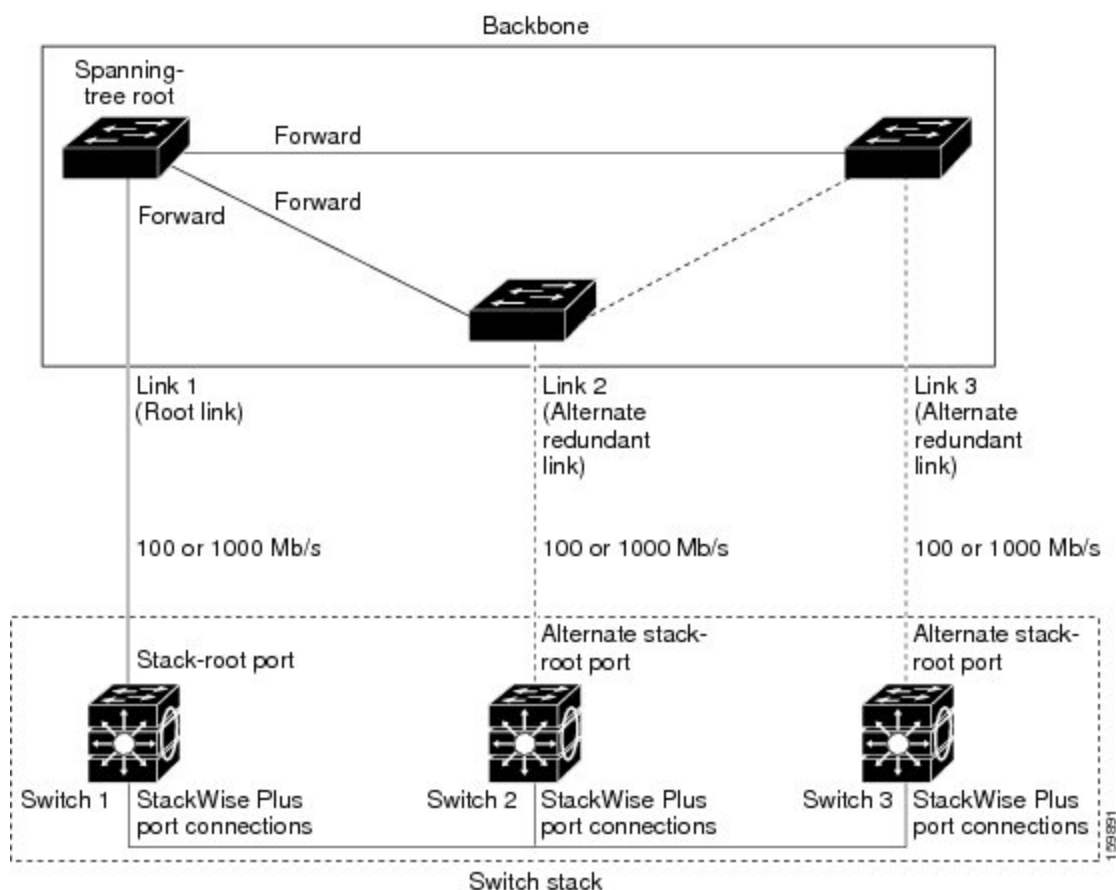 Backbone
Spanning-
tree root
Forward
Forward
Forward
Link 1
(Root link)
Link 2
(Alternate
redundant
link)
Link 3
(Alternate
redundant
link)
100 or 1000 Mb/s
100 or 1000 Mb/s
100 or 1000 Mb/s
Stack-root port
Alternate stack-
root port
Alternate stack-
root port
Switch 1
StackWise Plus
port connections
Switch 2
StackWise Plus
port connections
Switch 3
StackWise Plus
port connections
159891
Switch stack